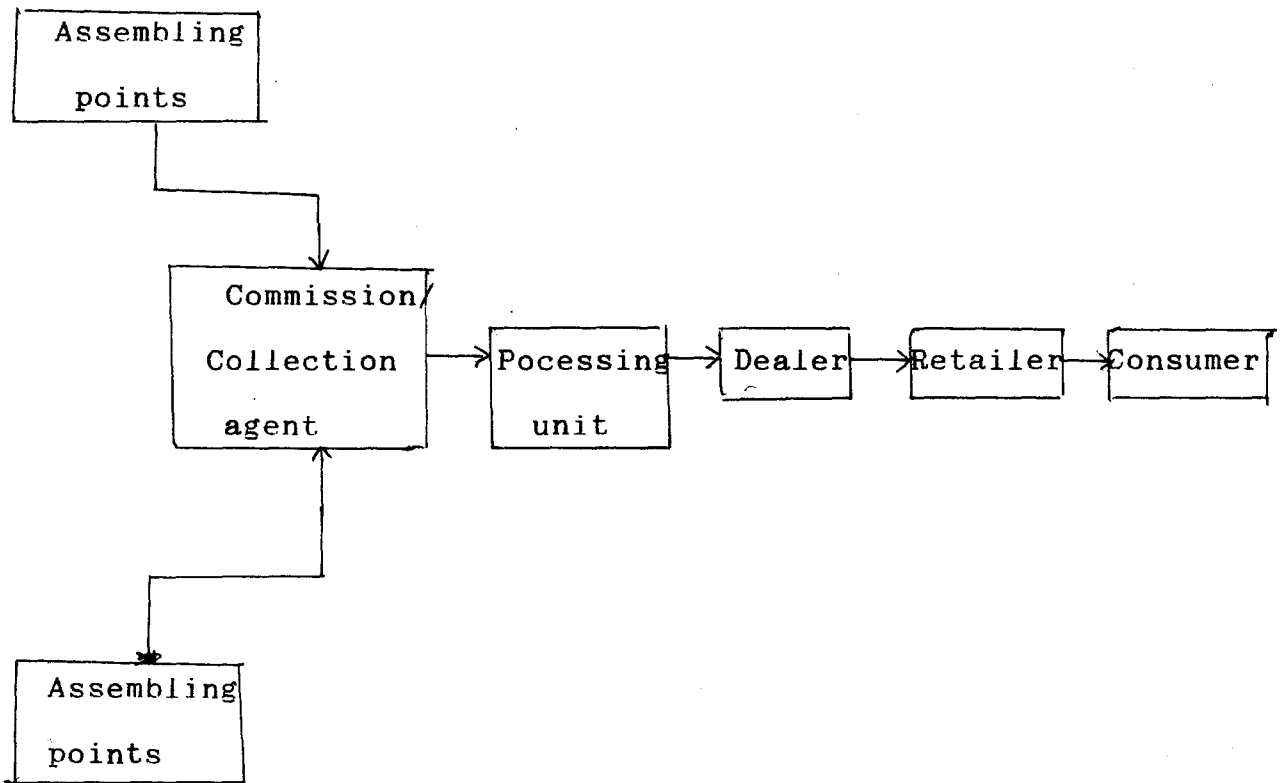 Assembling
points
Commission/
Collection
agent
Pocessing
unit
Dealer
Retailer
Consumer
Assembling
points